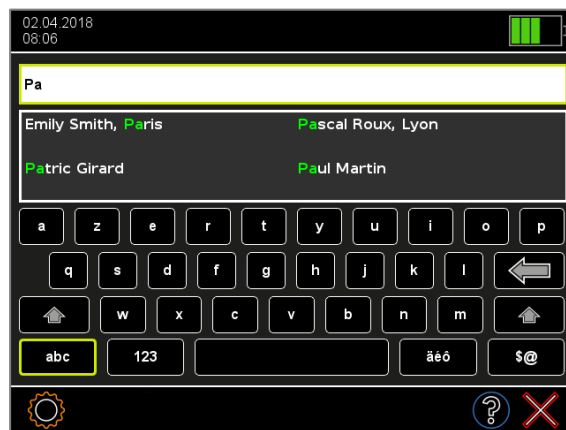 02.04.2018
08:06
Pa
Emily Smith, Paris Pascal Roux, Lyon
Patric Girard Paul Martin
a z e r t y u i o p
q s d f g h j k l
w x c v b n m
abc 123 äéô $@
?